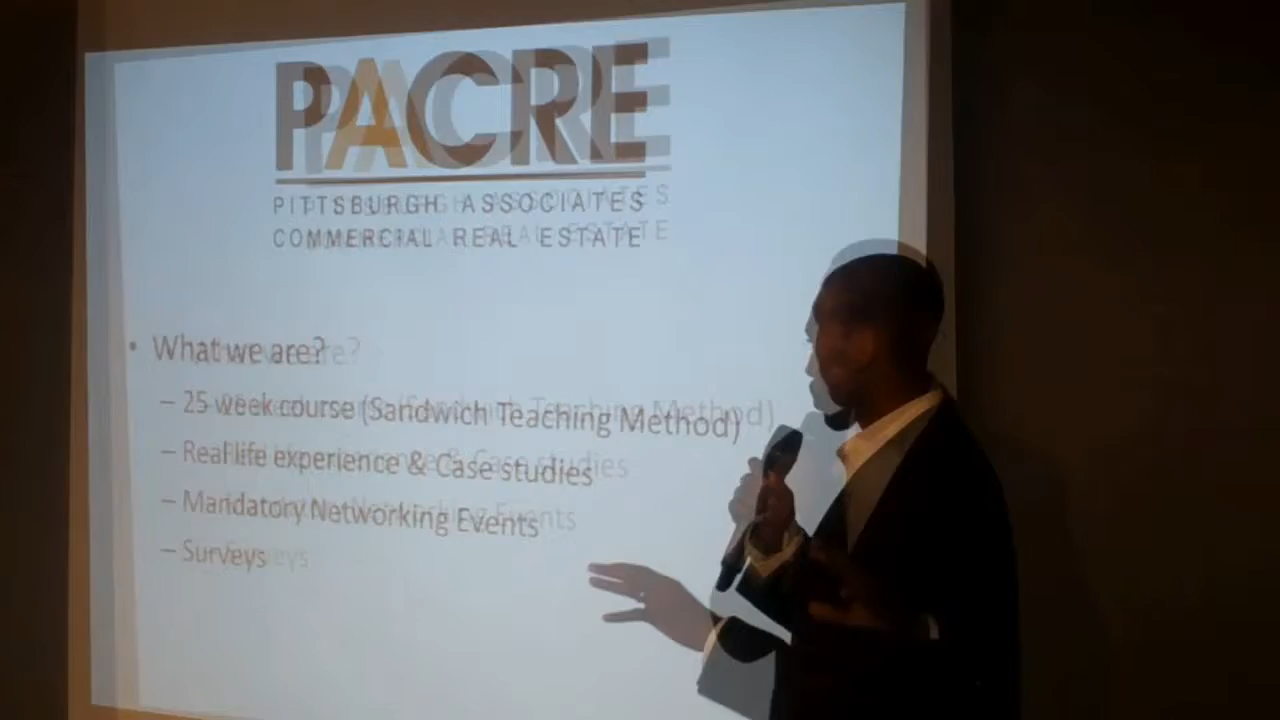 PACRE
PITTSBURGH ASSOCIATES
COMMERCIAL REAL ESTATE
• What we are?
– 25 week course (Sandwich Teaching Method)
– Real life experience & Case studies
– Mandatory Networking Events
– Surveys